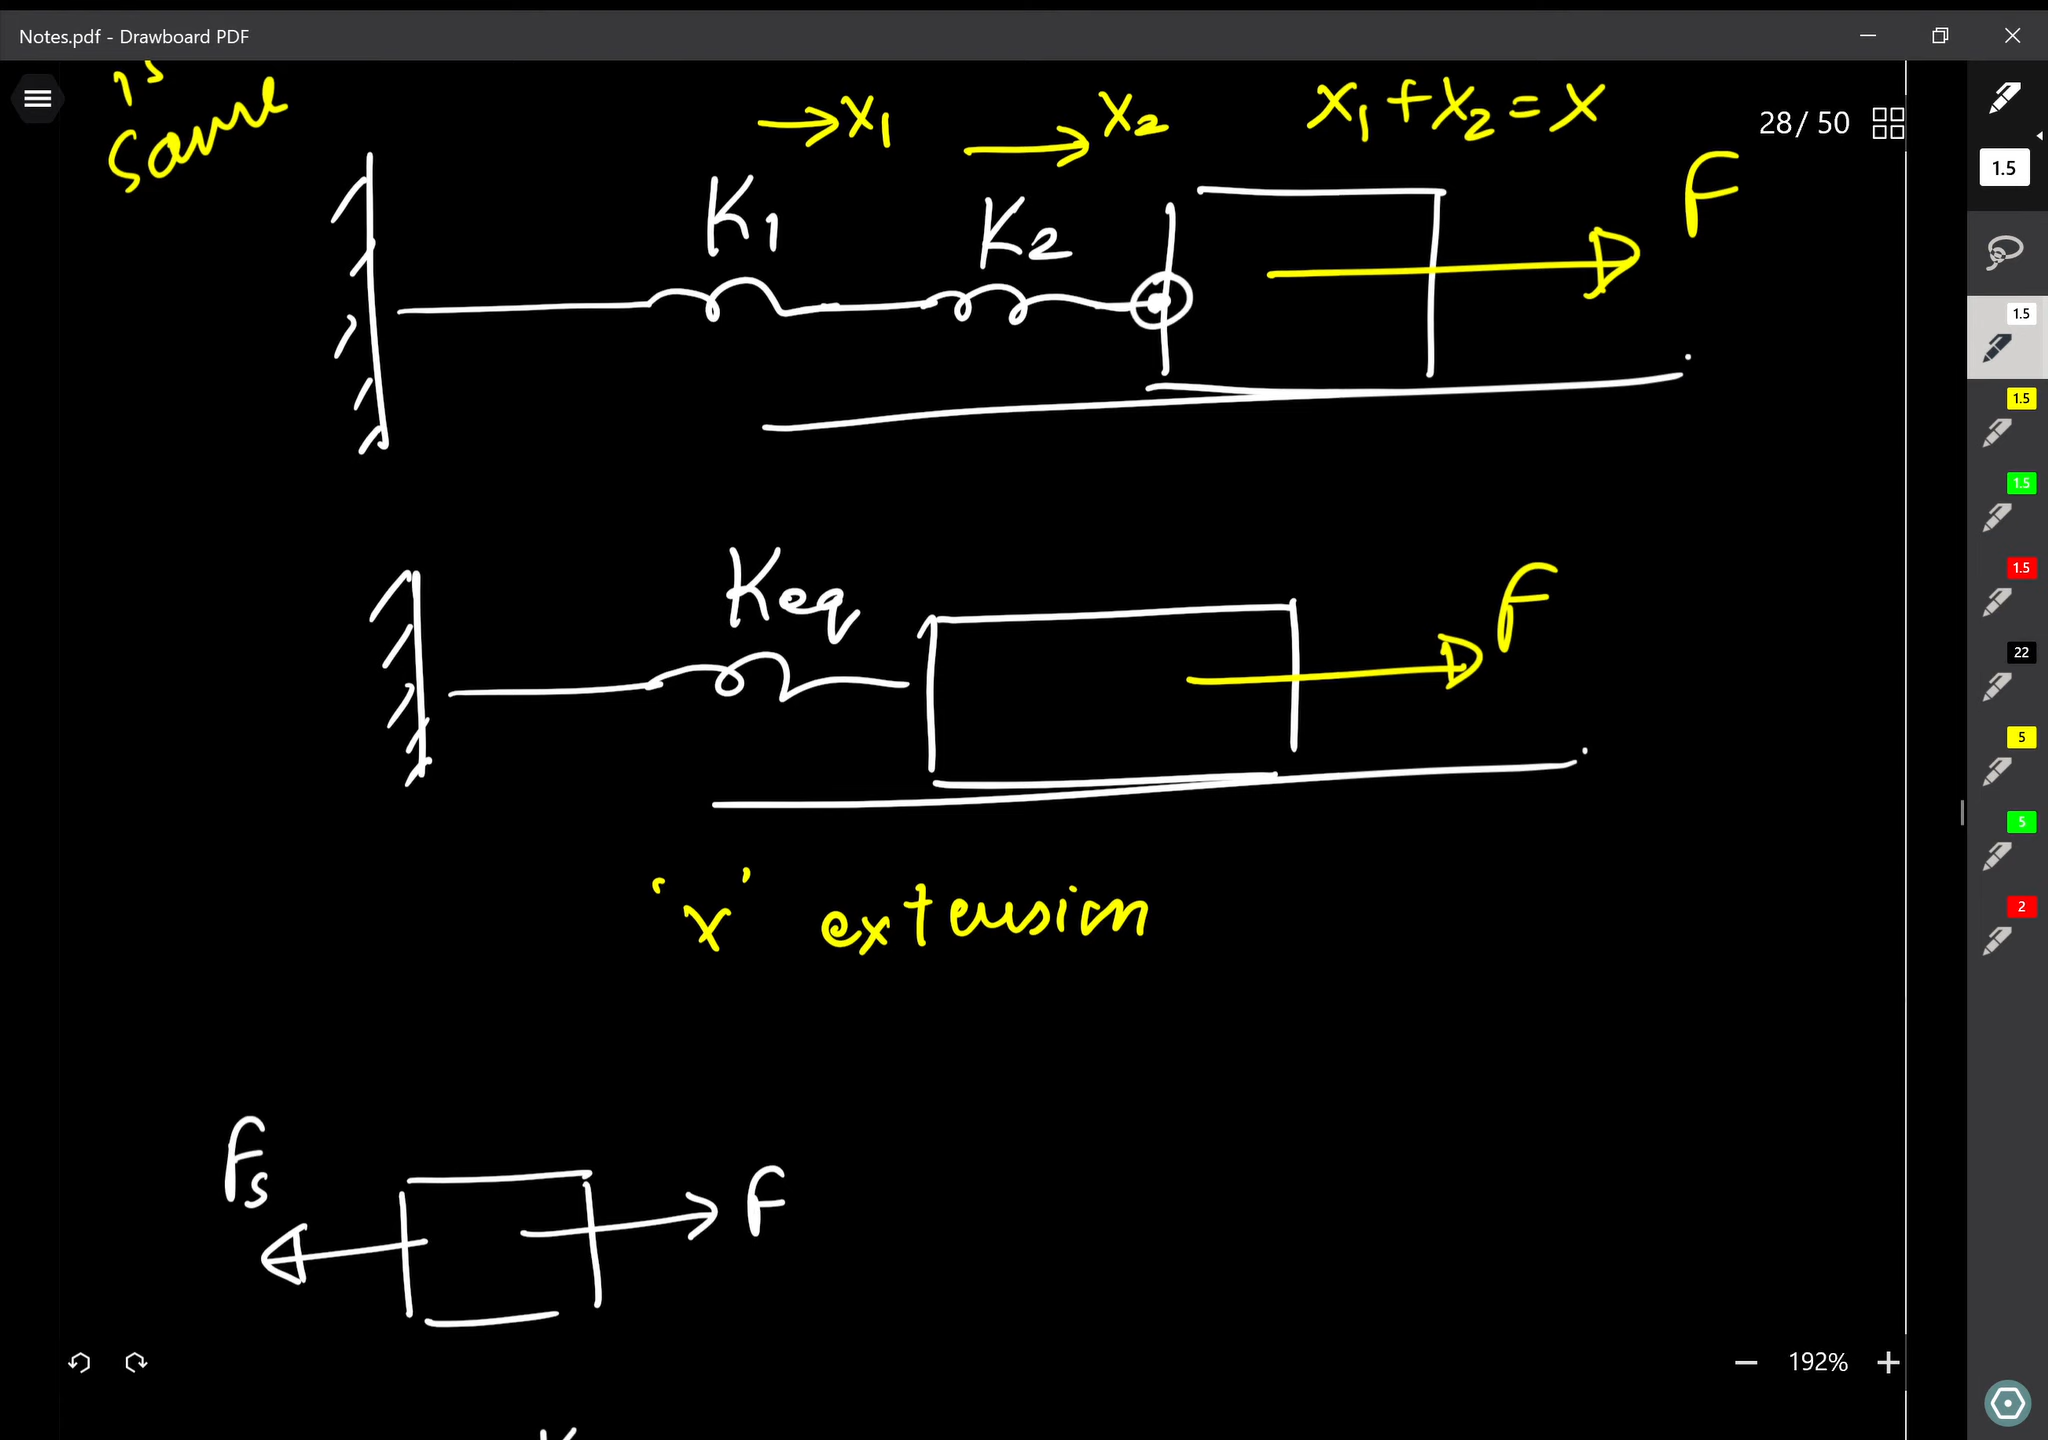 Notes.pdf - Drawboard PDF
is
same
→x₁
→x₂
x₁+x₂=x
28/ 50
F
K₁
K₂
1.5
1.5
1.5
1.5
1.5
22
5
5
2
Keq
F
'x' extension
Fs
F
192%